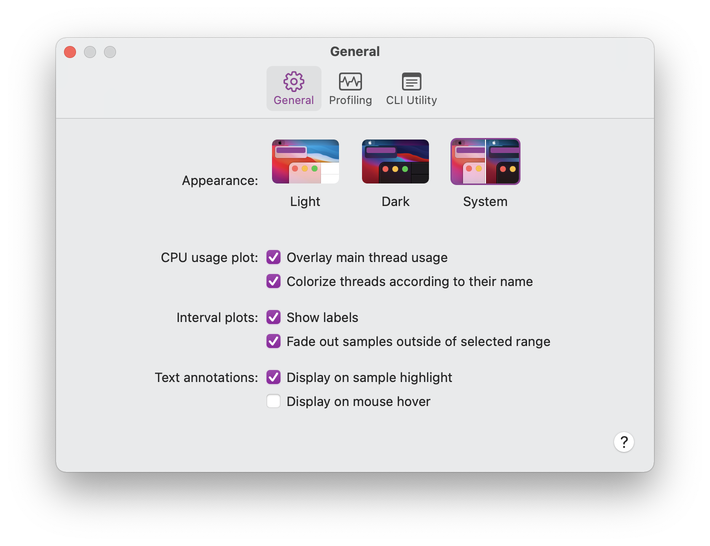 General
General Profiling CLI Utility
Appearance:
Light Dark System
CPU usage plot: Overlay main thread usage
Colorize threads according to their name
Interval plots: Show labels
Fade out samples outside of selected range
Text annotations: Display on sample highlight
Display on mouse hover
?